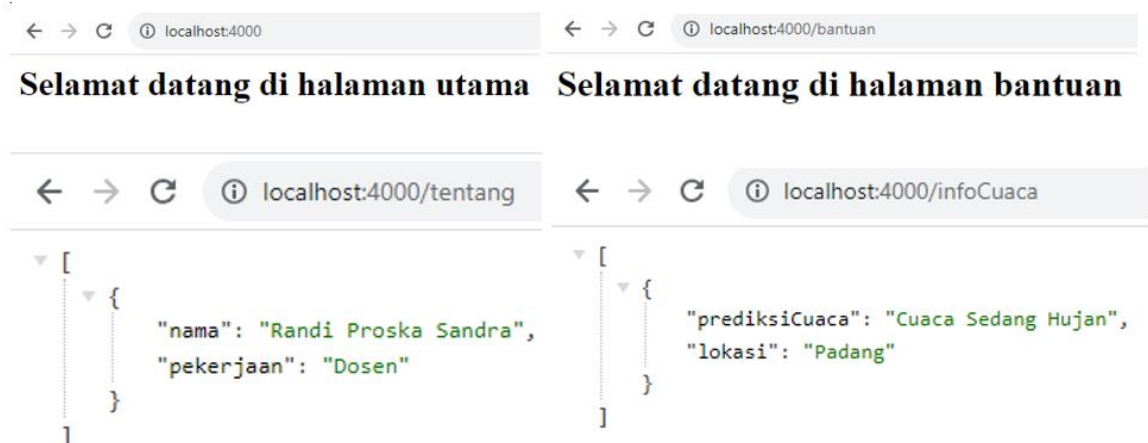 localhost:4000
Selamat datang di halaman utama
localhost:4000/bantuan
Selamat datang di halaman bantuan
localhost:4000/tentang
[
{
"nama": "Randi Proska Sandra",
"pekerjaan": "Dosen"
}
]
localhost:4000/infoCuaca
[
{
"prediksiCuaca": "Cuaca Sedang Hujan",
"lokasi": "Padang"
}
]